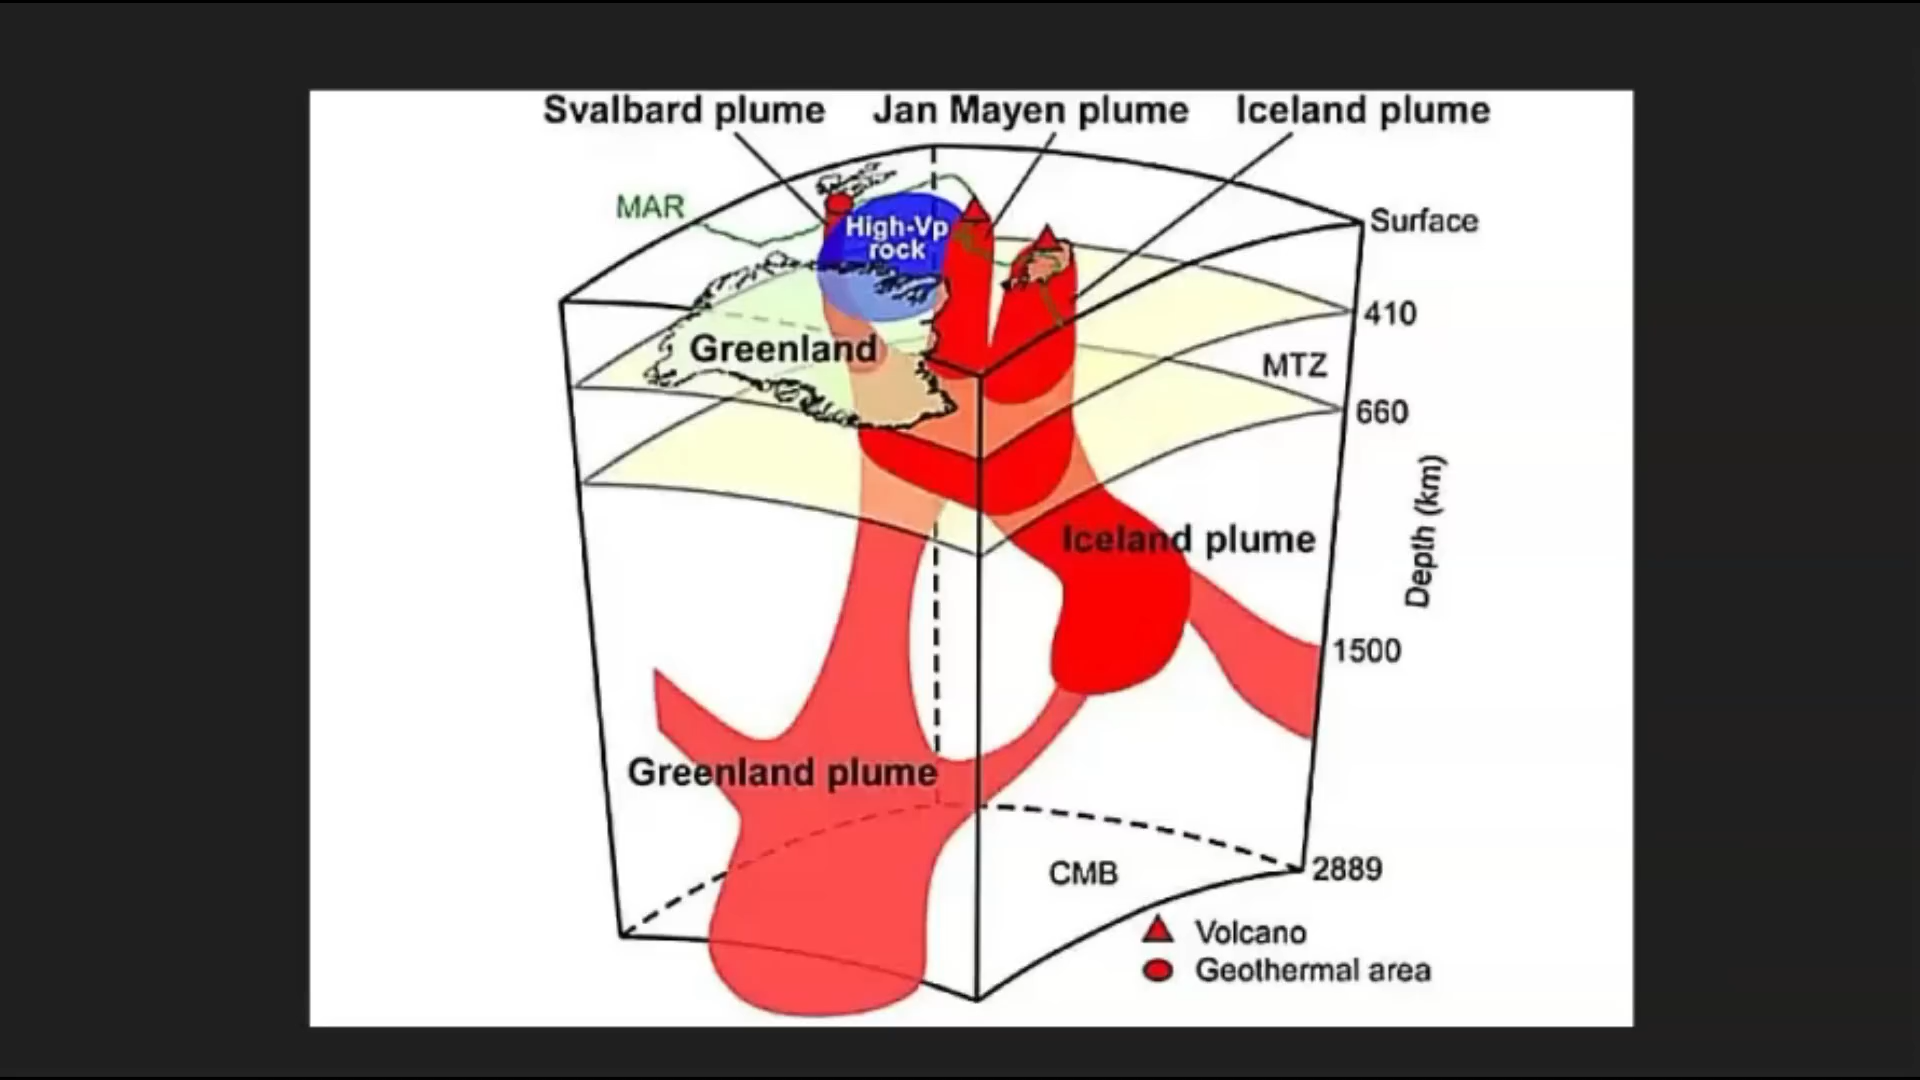 Svalbard plume
Jan Mayen plume
Iceland plume
MAR
Surface
High-Vp
rock
410
Greenland
MTZ
660
Depth (km)
Iceland plume
1500
Greenland plume
CMB
2889
Volcano
Geothermal area